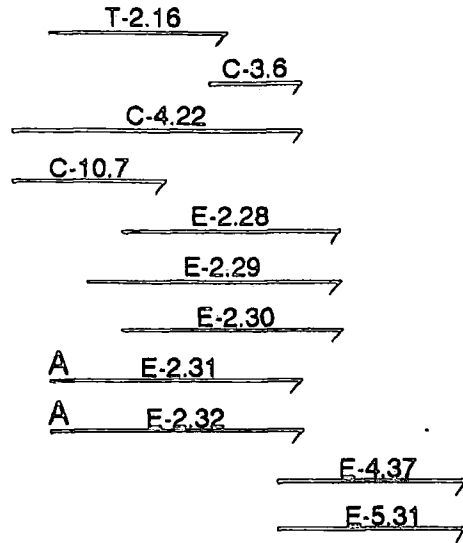 T-2.16
C-3.6
C-4.22
C-10.7
E-2.28
E-2.29
E-2.30
A E-2.31
A E-2.32
E-4.37
E-5.31